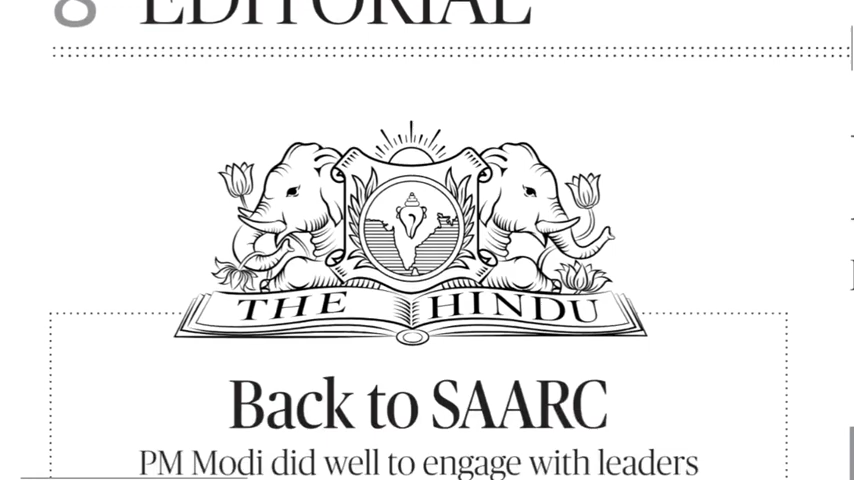 8 EDITORIAL
THE HINDU
Back to SAARC
PM Modi did well to engage with leaders